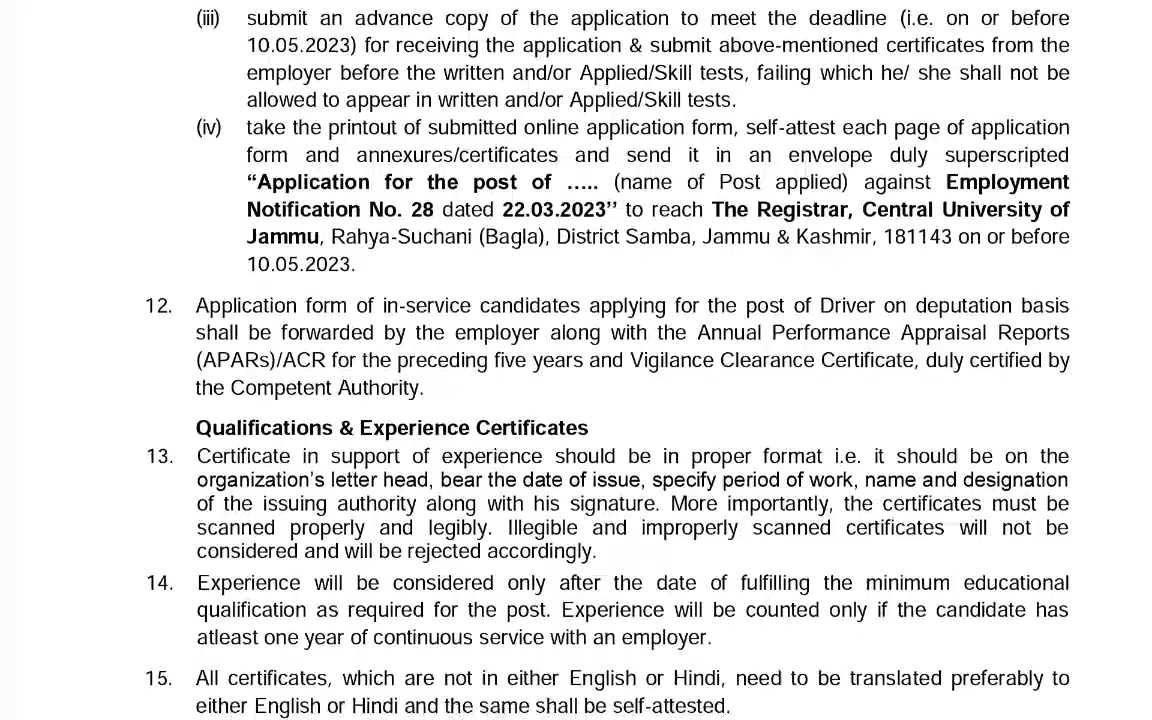 (iii) submit an advance copy of the application to meet the deadline (i.e. on or before
10.05.2023) for receiving the application & submit above-mentioned certificates from the
employer before the written and/or Applied/Skill tests, failing which he/ she shall not be
allowed to appear in written and/or Applied/Skill tests.
(iv) take the printout of submitted online application form, self-attest each page of application
form and annexures/certificates and send it in an envelope duly superscripted
“Application for the post of ….. (name of Post applied) against Employment
Notification No. 28 dated 22.03.2023’’ to reach The Registrar, Central University of
Jammu, Rahya-Suchani (Bagla), District Samba, Jammu & Kashmir, 181143 on or before
10.05.2023.
12. Application form of in-service candidates applying for the post of Driver on deputation basis
shall be forwarded by the employer along with the Annual Performance Appraisal Reports
(APARs)/ACR for the preceding five years and Vigilance Clearance Certificate, duly certified by
the Competent Authority.
Qualifications & Experience Certificates
13. Certificate in support of experience should be in proper format i.e. it should be on the
organization’s letter head, bear the date of issue, specify period of work, name and designation
of the issuing authority along with his signature. More importantly, the certificates must be
scanned properly and legibly. Illegible and improperly scanned certificates will not be
considered and will be rejected accordingly.
14. Experience will be considered only after the date of fulfilling the minimum educational
qualification as required for the post. Experience will be counted only if the candidate has
atleast one year of continuous service with an employer.
15. All certificates, which are not in either English or Hindi, need to be translated preferably to
either English or Hindi and the same shall be self-attested.